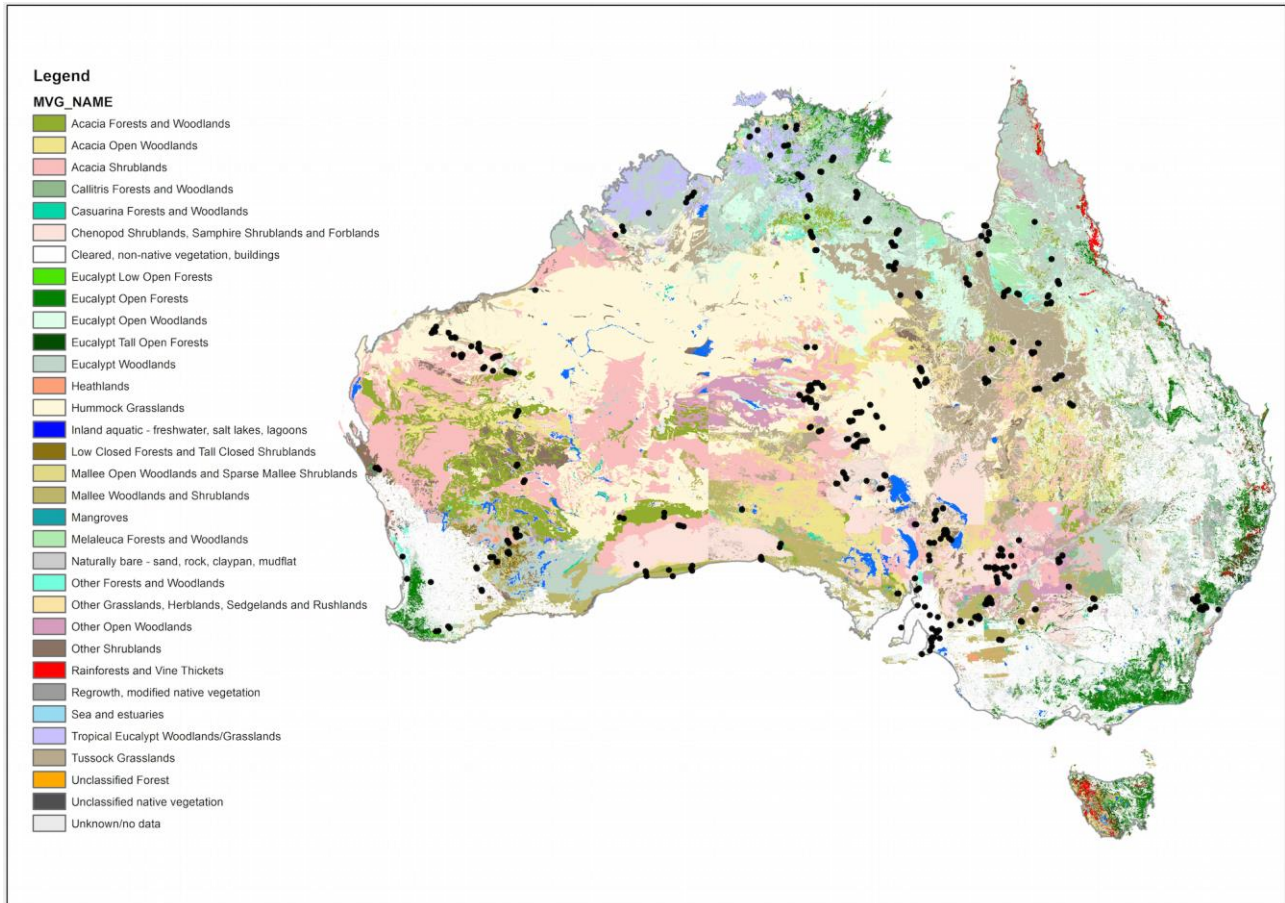 Legend
MVG_NAME
Acacia Forests and Woodlands
Acacia Open Woodlands
Acacia Shrublands
Callitris Forests and Woodlands
Casuarina Forests and Woodlands
Chenopod Shrublands, Samphire Shrublands and Forblands
Cleared, non-native vegetation, buildings
Eucalypt Low Open Forests
Eucalypt Open Forests
Eucalypt Open Woodlands
Eucalypt Tall Open Forests
Eucalypt Woodlands
Heathlands
Hummock Grasslands
Inland aquatic - freshwater, salt lakes, lagoons
Low Closed Forests and Tall Closed Shrublands
Mallee Open Woodlands and Sparse Mallee Shrublands
Mallee Woodlands and Shrublands
Mangroves
Melaleuca Forests and Woodlands
Naturally bare - sand, rock, claypan, mudflat
Other Forests and Woodlands
Other Grasslands, Herblands, Sedgelands and Rushlands
Other Open Woodlands
Other Shrublands
Rainforests and Vine Thickets
Regrowth, modified native vegetation
Sea and estuaries
Tropical Eucalypt Woodlands/Grasslands
Tussock Grasslands
Unclassified Forest
Unclassified native vegetation
Unknown/no data